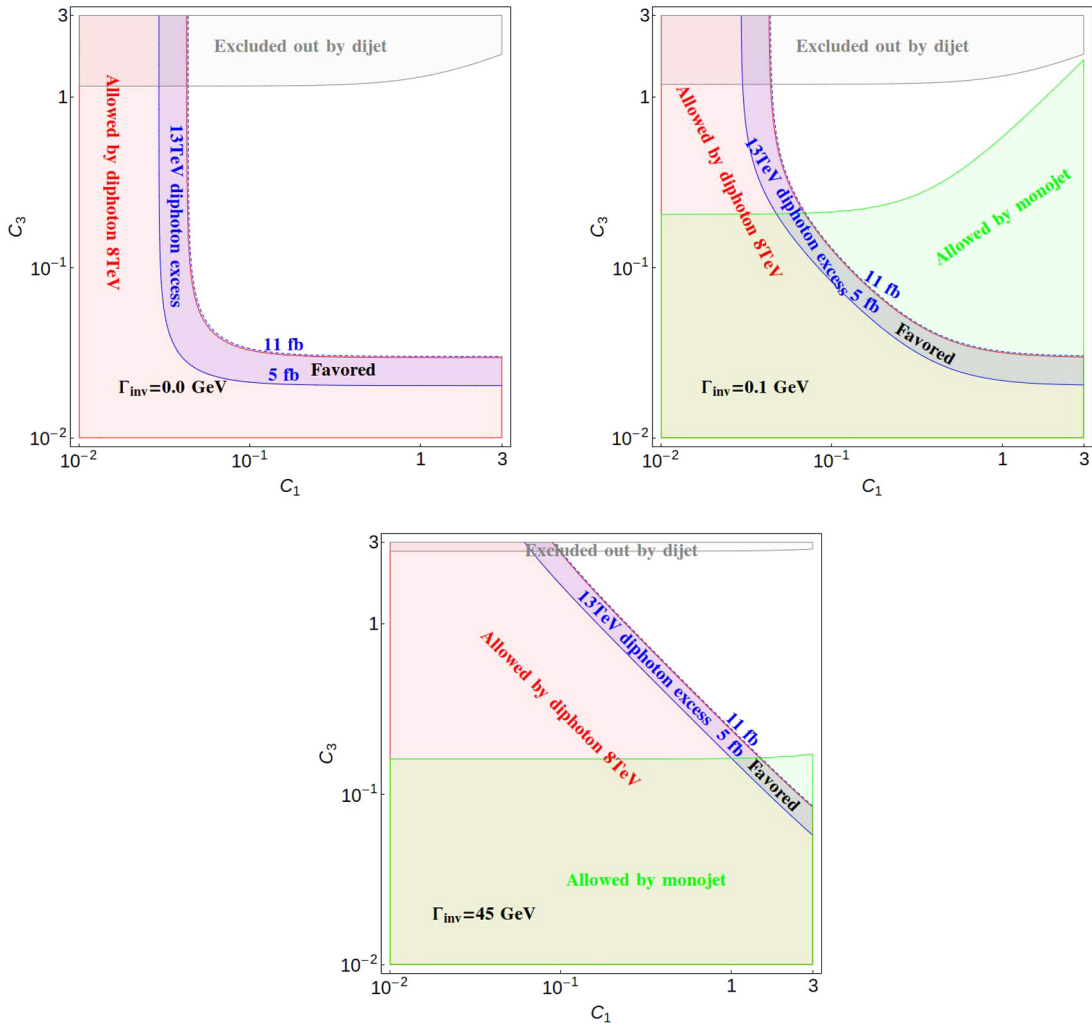 3
Excluded out by dijet
1
Allowed by diphoton 8TeV
13TeV diphoton excess
C₃
10⁻¹
11 fb
Favored
5 fb
Γinv=0.0 GeV
10⁻²
10⁻²
10⁻¹
1
3
C₁
3
Excluded out by dijet
1
Allowed by diphoton 8TeV
13TeV diphoton excess 5 fb
Allowed by monojet
C₃
10⁻¹
11 fb
Favored
Γinv=0.1 GeV
10⁻²
10⁻²
10⁻¹
1
3
C₁
3
Excluded out by dijet
1
13TeV diphoton excess 5 fb
Allowed by diphoton 8TeV
11 fb
C₃
Favored
10⁻¹
Allowed by monojet
Γinv=45 GeV
10⁻²
10⁻²
10⁻¹
1
3
C₁